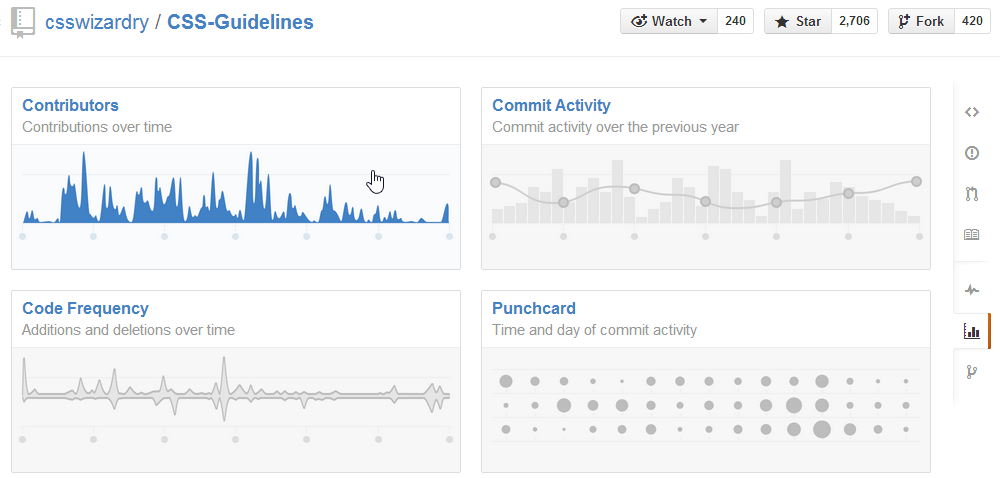 csswizardry / CSS-Guidelines
Watch 240 Star 2,706 Fork 420
Contributors
Contributions over time
Commit Activity
Commit activity over the previous year
Code Frequency
Additions and deletions over time
Punchcard
Time and day of commit activity